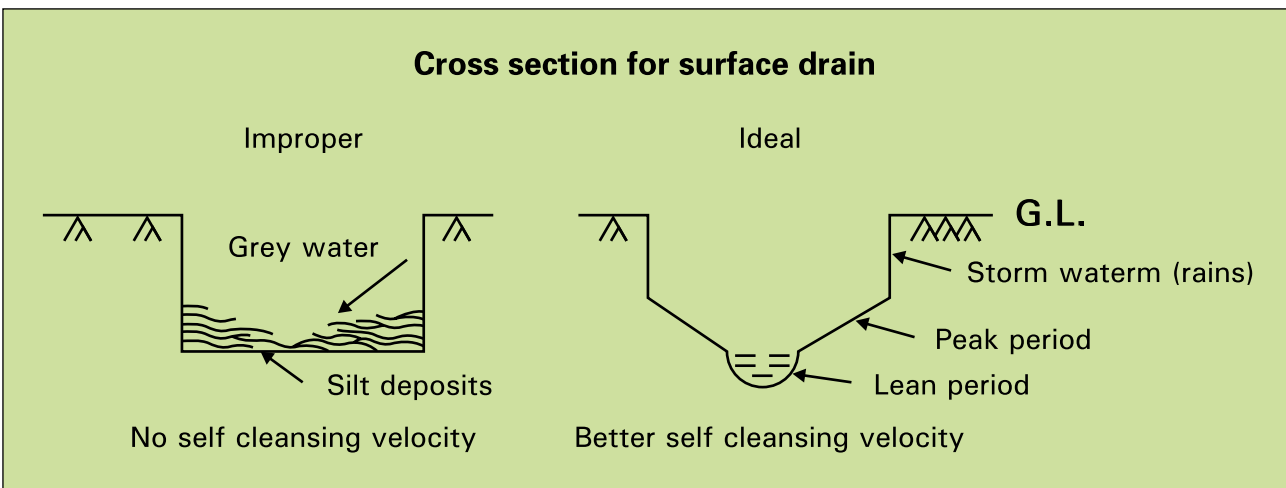 Cross section for surface drain
Improper
Ideal
G.L.
Grey water
Storm waterm (rains)
Peak period
Silt deposits
Lean period
No self cleansing velocity
Better self cleansing velocity